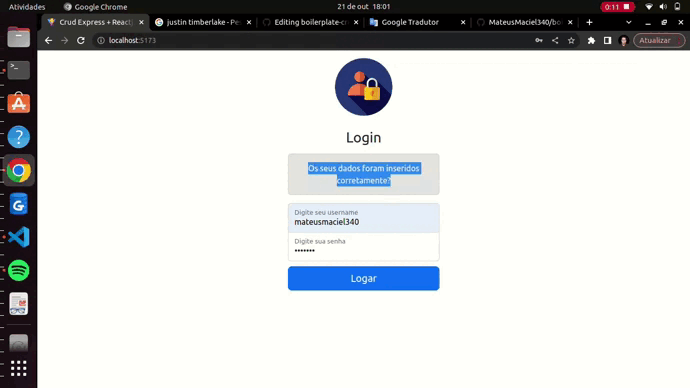 Atividades
Google Chrome
21 de out 18:01
0:11
Crud Express + Reac
justin timberlake - Pe
Editing boilerplate-c
Google Tradutor
MateusMaciel340/bo
localhost:5173
Atualizar
Login
Os seus dados foram inseridos
corretamente?
Digite seu username
mateusmaciel340
Digite sua senha
•••••••
Logar